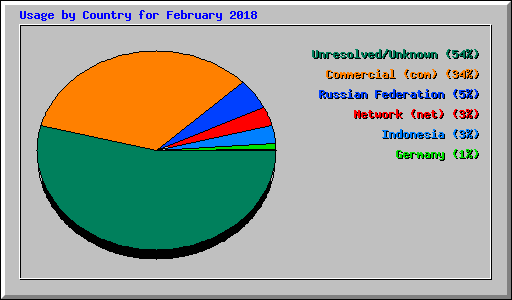 Usage by Country for February 2018
Unresolved/Unknown (54%)
Commercial (com) (34%)
Russian Federation (5%)
Network (net) (3%)
Indonesia (3%)
Germany (1%)